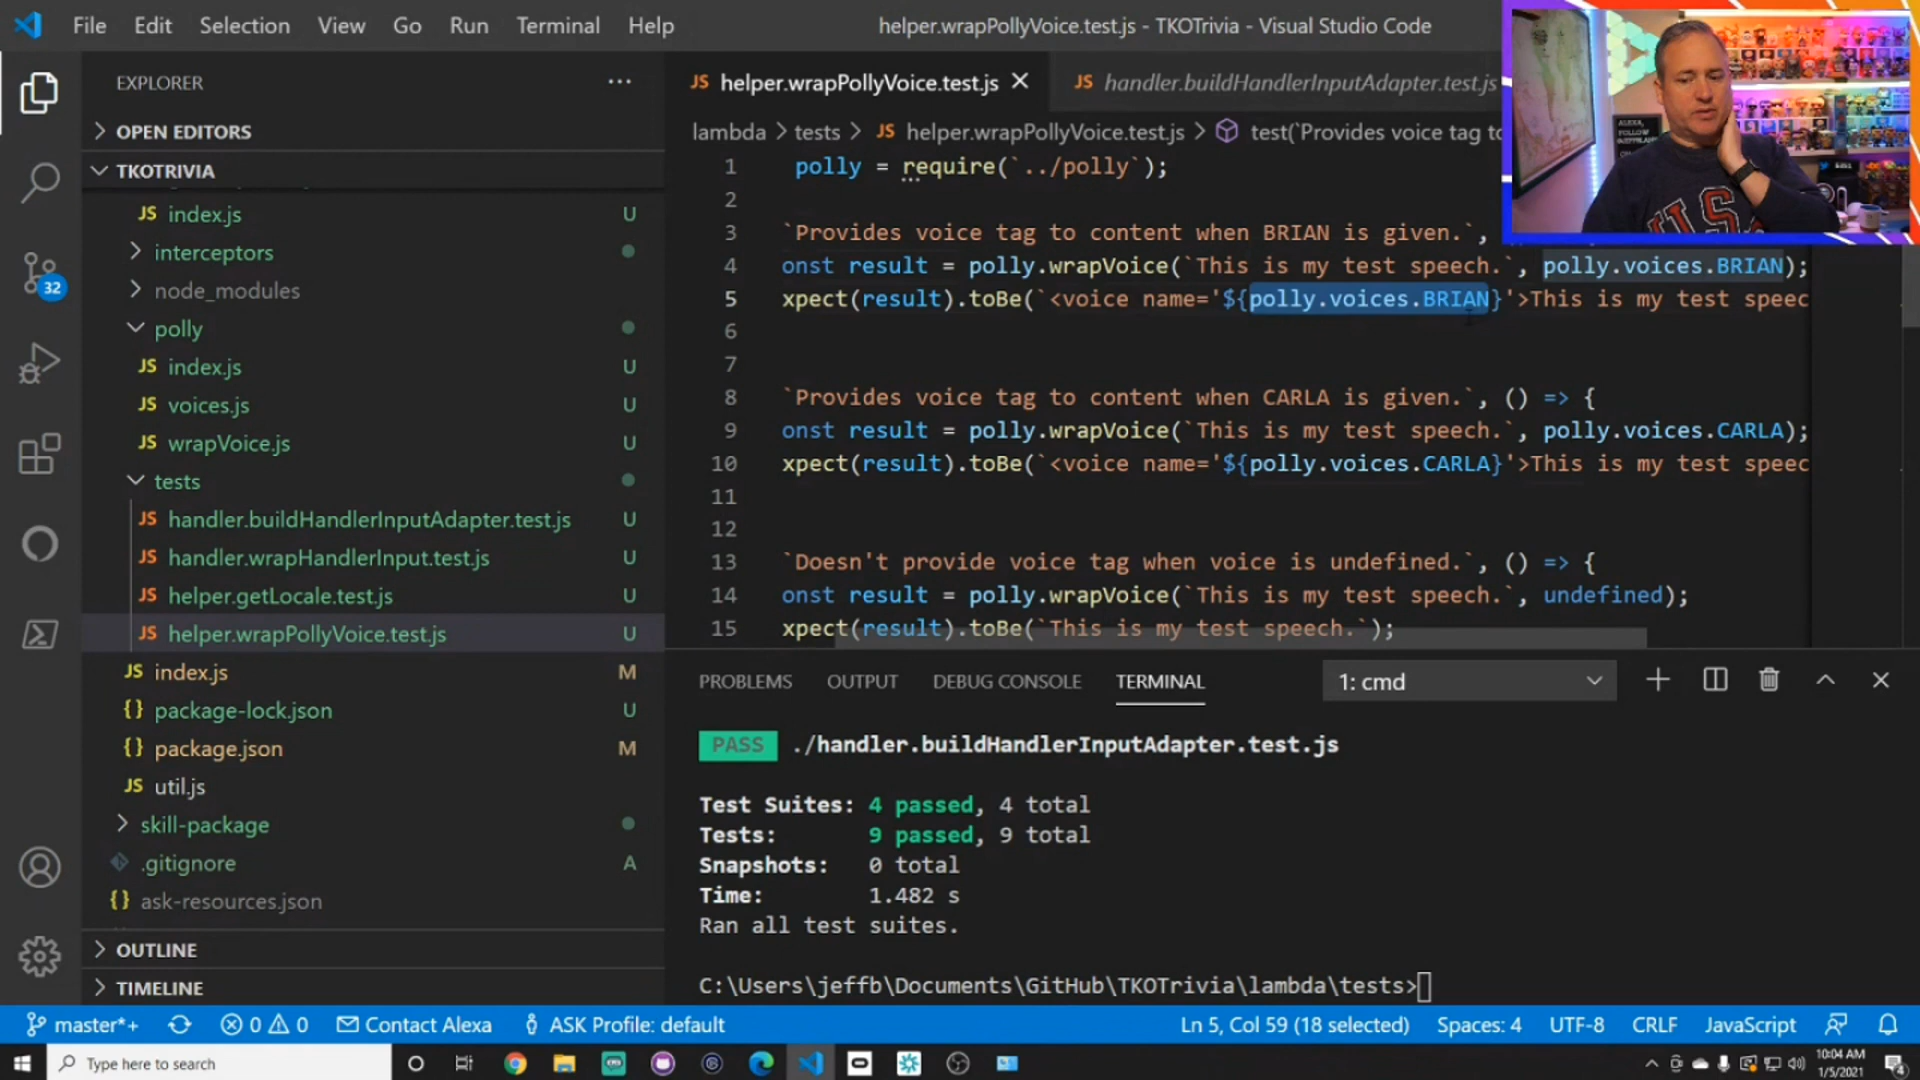 File Edit Selection View Go Run Terminal Help
helper.wrapPollyVoice.test.js - TKOTrivia - Visual Studio Code
EXPLORER
OPEN EDITORS
TKOTRIVIA
JS index.js U
interceptors
node_modules
polly
JS index.js U
JS voices.js U
JS wrapVoice.js U
tests
JS handler.buildHandlerInputAdapter.test.js U
JS handler.wrapHandlerInput.test.js U
JS helper.getLocale.test.js U
JS helper.wrapPollyVoice.test.js U
JS index.js M
{} package-lock.json U
{} package.json M
JS util.js
skill-package
.gitignore A
{} ask-resources.json
OUTLINE
TIMELINE
32
JS helper.wrapPollyVoice.test.js
JS handler.buildHandlerInputAdapter.test.js
lambda > tests > JS helper.wrapPollyVoice.test.js > test(`Provides voice tag to
1 polly = require(`../polly`);
2
3 `Provides voice tag to content when BRIAN is given.`,
4 onst result = polly.wrapVoice(`This is my test speech.`, polly.voices.BRIAN);
5 xpect(result).toBe(`<voice name='${polly.voices.BRIAN}'>This is my test speec
6
7
8 `Provides voice tag to content when CARLA is given.`, () => {
9 onst result = polly.wrapVoice(`This is my test speech.`, polly.voices.CARLA);
10 xpect(result).toBe(`<voice name='${polly.voices.CARLA}'>This is my test speec
11
12
13 `Doesn't provide voice tag when voice is undefined.`, () => {
14 onst result = polly.wrapVoice(`This is my test speech.`, undefined);
15 xpect(result).toBe(`This is my test speech.`);
PROBLEMS OUTPUT DEBUG CONSOLE TERMINAL 1: cmd
PASS ./handler.buildHandlerInputAdapter.test.js
Test Suites: 4 passed, 4 total
Tests: 9 passed, 9 total
Snapshots: 0 total
Time: 1.482 s
Ran all test suites.
C:\Users\jeffb\Documents\GitHub\TKOTrivia\lambda\tests>
master*+ 0 0 Contact Alexa ASK Profile: default
Ln 5, Col 59 (18 selected) Spaces: 4 UTF-8 CRLF JavaScript
Type here to search
10:04 AM
1/5/2021
4